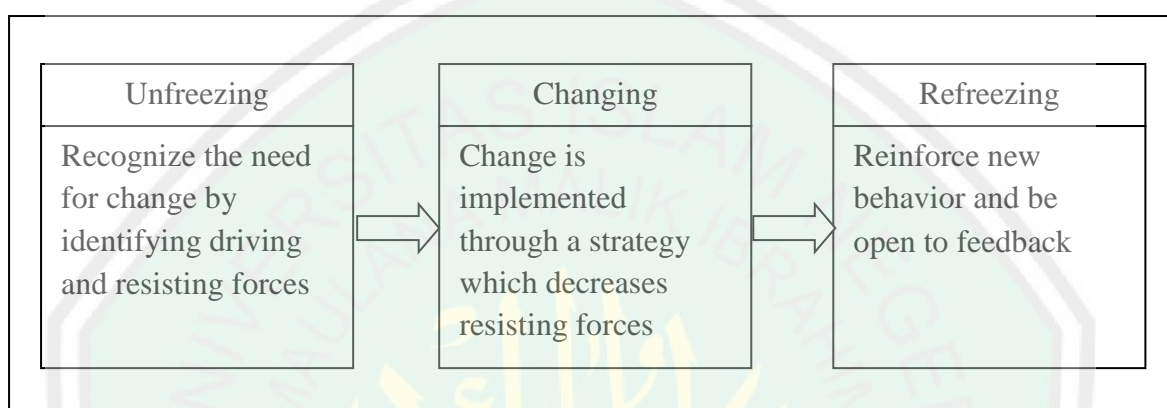 Unfreezing
Recognize the need
for change by
identifying driving
and resisting forces
Changing
Change is
implemented
through a strategy
which decreases
resisting forces
Refreezing
Reinforce new
behavior and be
open to feedback